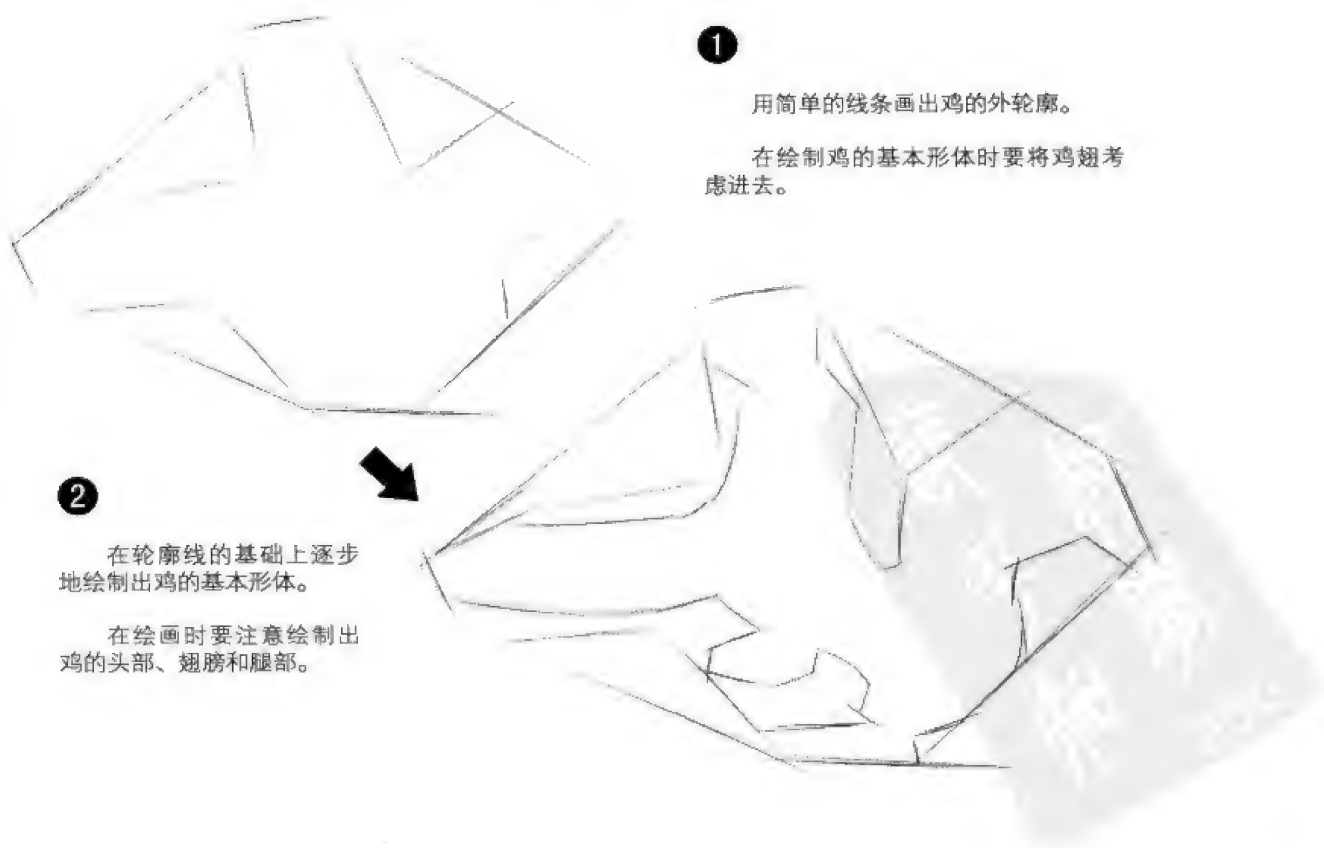 1
用简单的线条画出鸡的外轮廓。
在绘制鸡的基本形体时要将鸡翅考
虑进去。
2
在轮廓线的基础上逐步
地绘制出鸡的基本形体。
在绘画时要注意绘制出
鸡的头部、翅膀和腿部。